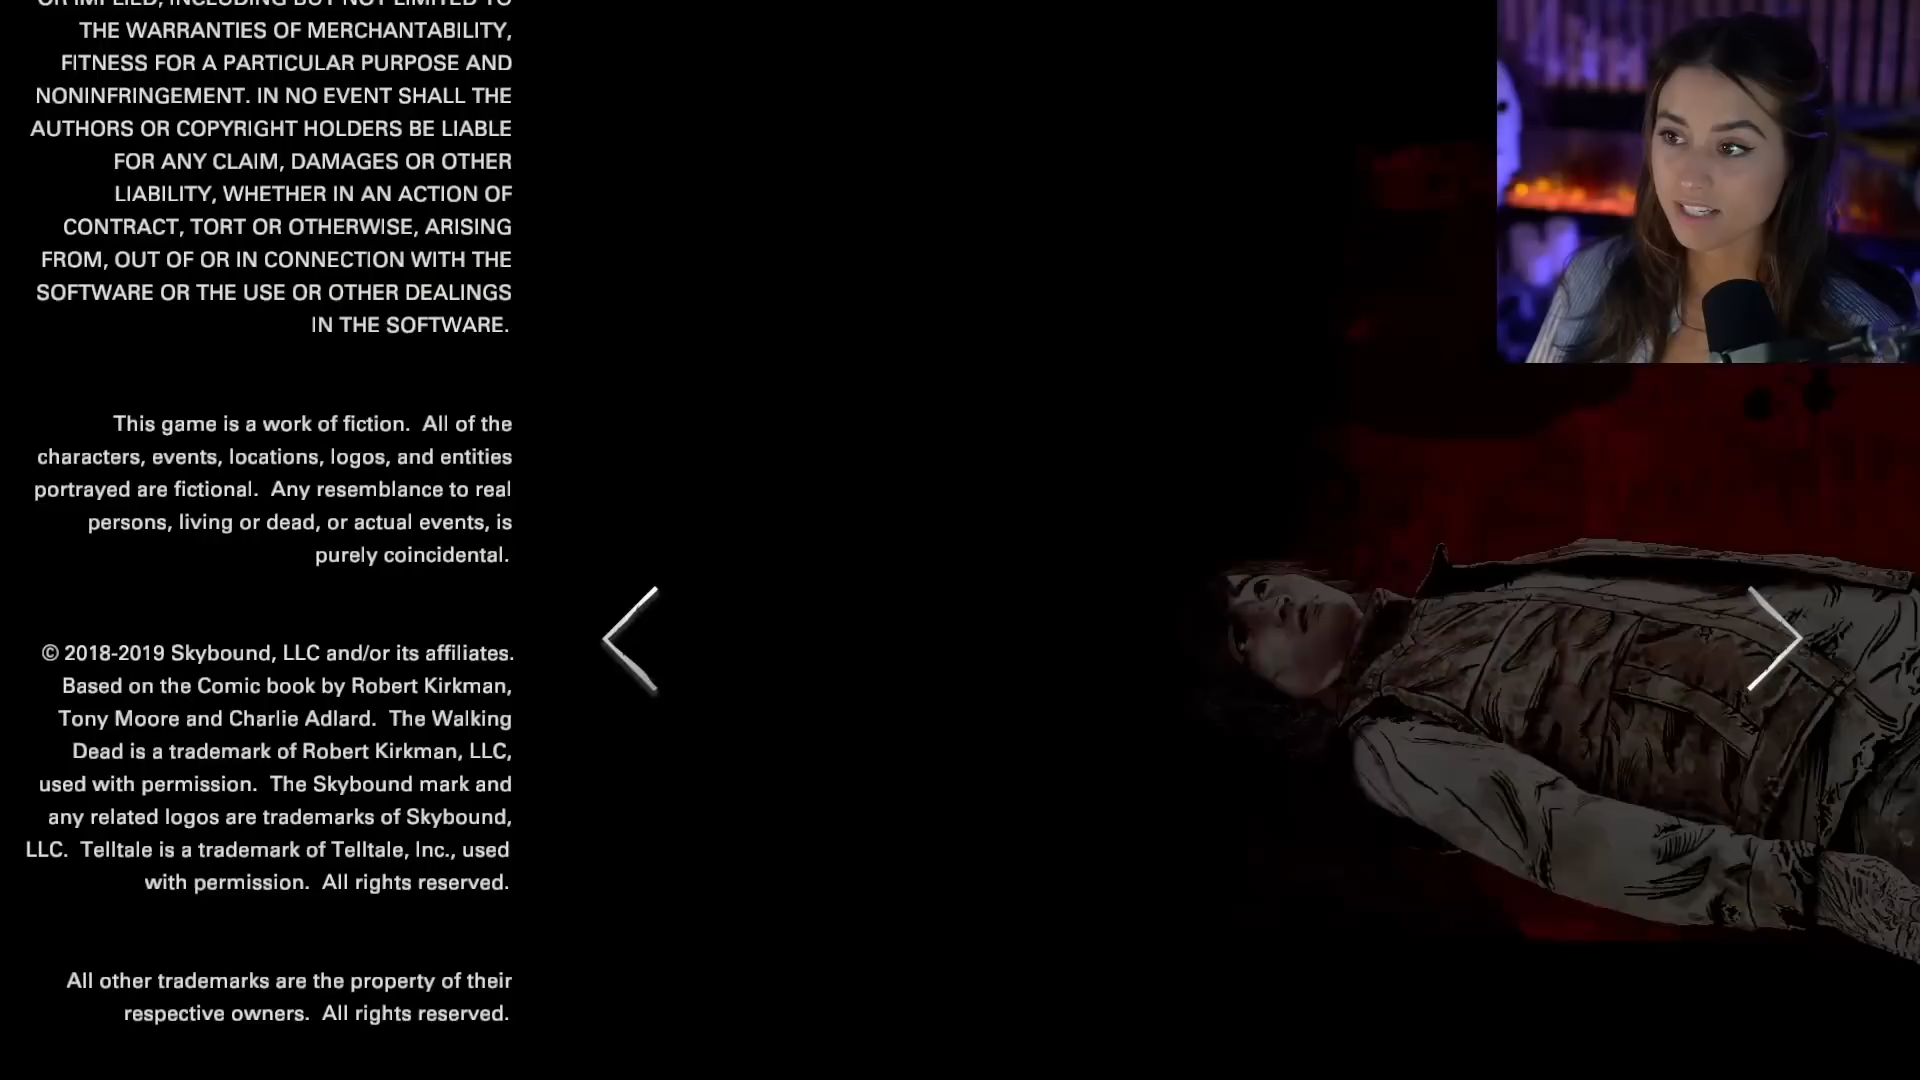 OR IMPLIED, INCLUDING BUT NOT LIMITED TO
THE WARRANTIES OF MERCHANTABILITY,
FITNESS FOR A PARTICULAR PURPOSE AND
NONINFRINGEMENT. IN NO EVENT SHALL THE
AUTHORS OR COPYRIGHT HOLDERS BE LIABLE
FOR ANY CLAIM, DAMAGES OR OTHER
LIABILITY, WHETHER IN AN ACTION OF
CONTRACT, TORT OR OTHERWISE, ARISING
FROM, OUT OF OR IN CONNECTION WITH THE
SOFTWARE OR THE USE OR OTHER DEALINGS
IN THE SOFTWARE.
This game is a work of fiction. All of the
characters, events, locations, logos, and entities
portrayed are fictional. Any resemblance to real
persons, living or dead, or actual events, is
purely coincidental.
© 2018-2019 Skybound, LLC and/or its affiliates.
Based on the Comic book by Robert Kirkman,
Tony Moore and Charlie Adlard. The Walking
Dead is a trademark of Robert Kirkman, LLC,
used with permission. The Skybound mark and
any related logos are trademarks of Skybound,
LLC. Telltale is a trademark of Telltale, Inc., used
with permission. All rights reserved.
All other trademarks are the property of their
respective owners. All rights reserved.